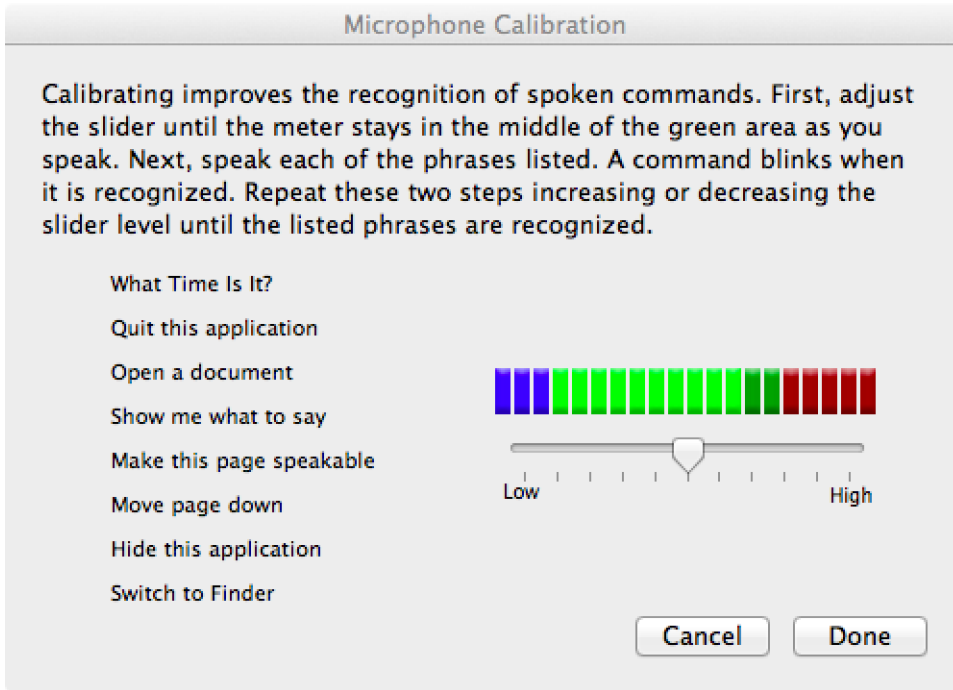 Microphone Calibration
Calibrating improves the recognition of spoken commands. First, adjust
the slider until the meter stays in the middle of the green area as you
speak. Next, speak each of the phrases listed. A command blinks when
it is recognized. Repeat these two steps increasing or decreasing the
slider level until the listed phrases are recognized.
What Time Is It?
Quit this application
Open a document
Show me what to say
Make this page speakable
Move page down
Hide this application
Switch to Finder
Low
High
Cancel
Done